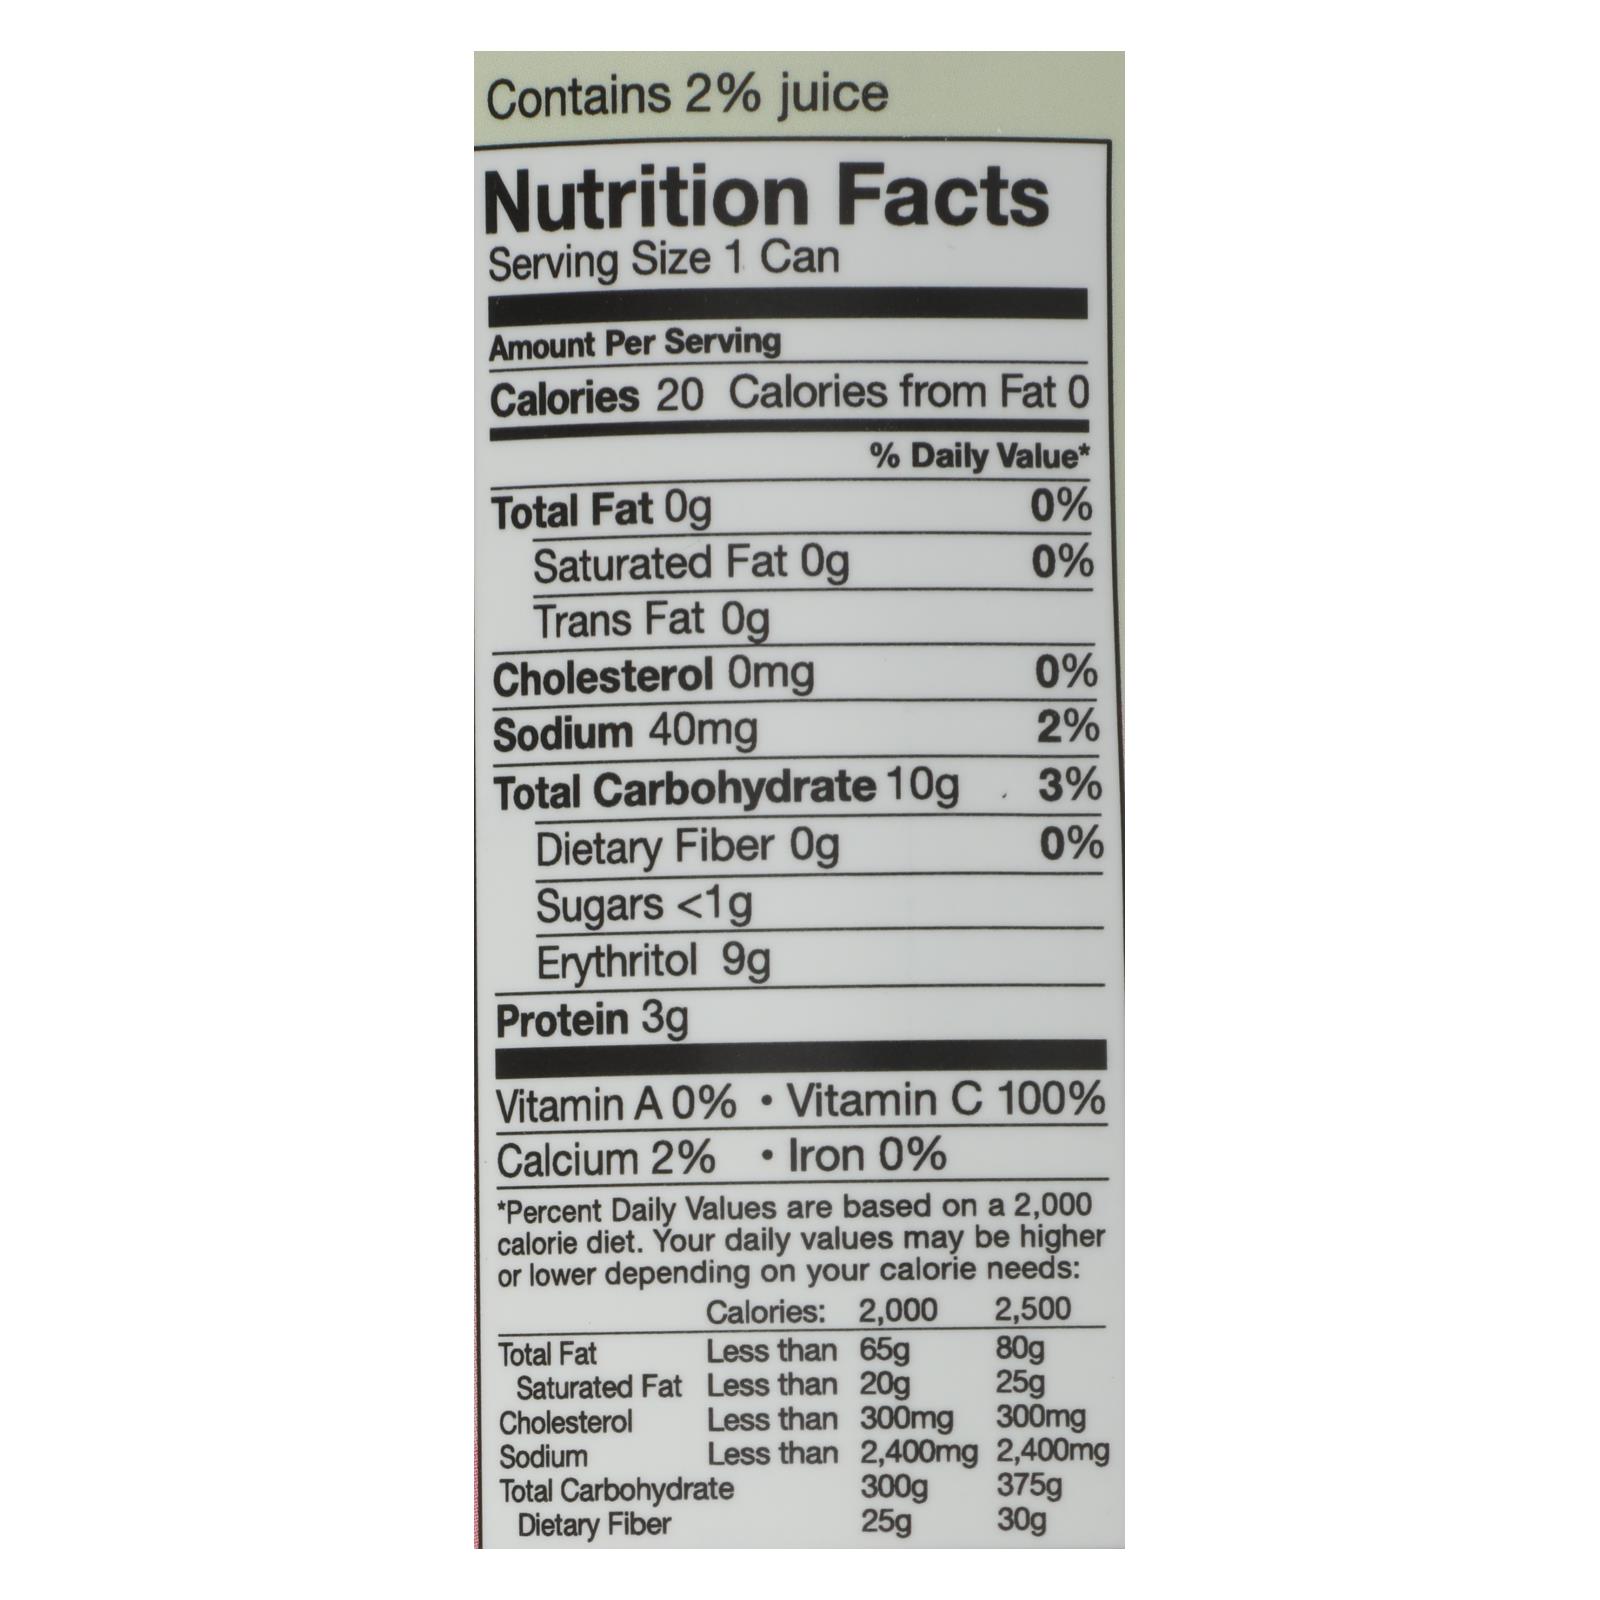 Contains 2% juice
Nutrition Facts
Serving Size 1 Can
Amount Per Serving
Calories 20 Calories from Fat 0
% Daily Value*
Total Fat 0g 0%
Saturated Fat 0g 0%
Trans Fat 0g
Cholesterol 0mg 0%
Sodium 40mg 2%
Total Carbohydrate 10g 3%
Dietary Fiber 0g 0%
Sugars <1g
Erythritol 9g
Protein 3g
Vitamin A 0% • Vitamin C 100%
Calcium 2% • Iron 0%
*Percent Daily Values are based on a 2,000
calorie diet. Your daily values may be higher
or lower depending on your calorie needs:
Calories: 2,000 2,500
Total Fat Less than 65g 80g
Saturated Fat Less than 20g 25g
Cholesterol Less than 300mg 300mg
Sodium Less than 2,400mg 2,400mg
Total Carbohydrate 300g 375g
Dietary Fiber 25g 30g